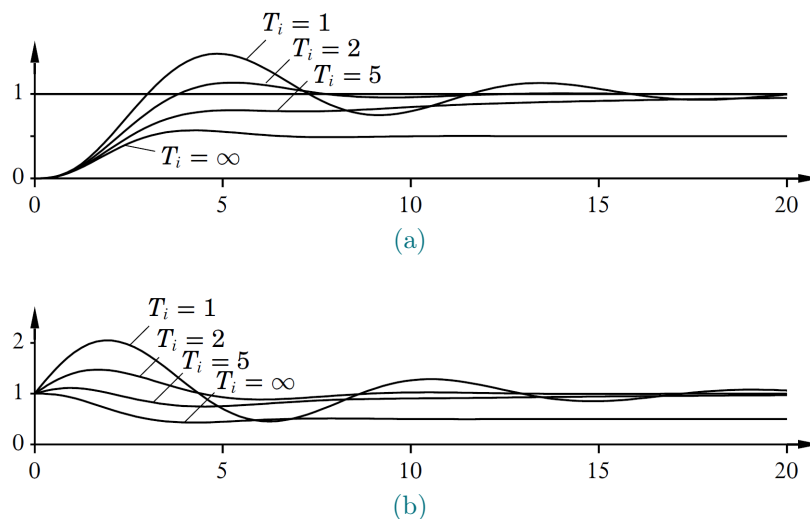 T_i = 1
T_i = 2
T_i = 5
1
T_i = ∞
0
0 5 10 15 20
(a)
T_i = 1
2
T_i = 2
T_i = 5
T_i = ∞
1
0
0 5 10 15 20
(b)